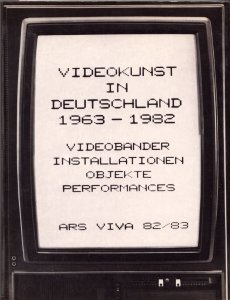 VIDEOKUNST
IN
DEUTSCHLAND
1963 - 1982
VIDEOBANDER
INSTALLATIONEN
OBJEKTE
PERFORMANCES
ARS VIVA 82/83